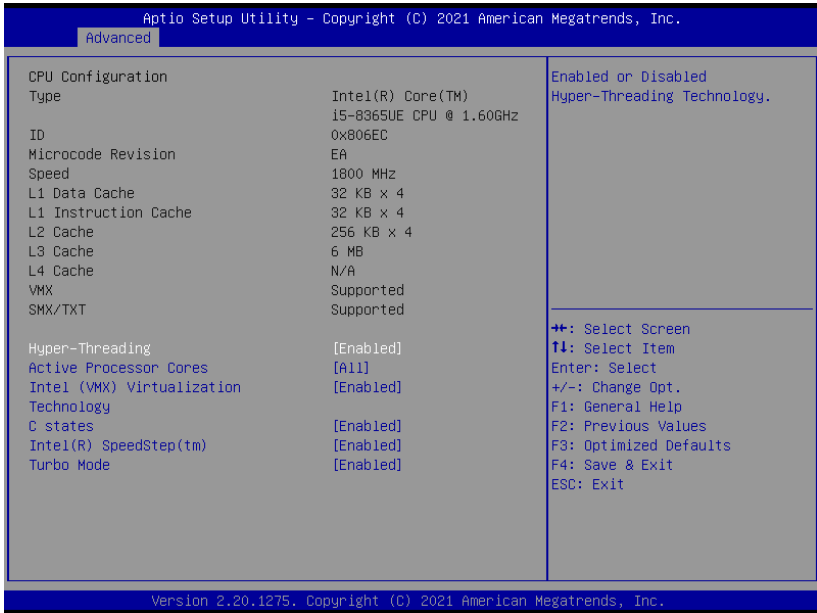 Aptio Setup Utility – Copyright (C) 2021 American Megatrends, Inc.
Advanced
CPU Configuration
Type Intel(R) Core(TM)
i5-8365UE CPU @ 1.60GHz
ID 0x806EC
Microcode Revision EA
Speed 1800 MHz
L1 Data Cache 32 KB x 4
L1 Instruction Cache 32 KB x 4
L2 Cache 256 KB x 4
L3 Cache 6 MB
L4 Cache N/A
VMX Supported
SMX/TXT Supported
Hyper-Threading [Enabled]
Active Processor Cores [All]
Intel (VMX) Virtualization [Enabled]
Technology
C states [Enabled]
Intel(R) SpeedStep(tm) [Enabled]
Turbo Mode [Enabled]
Enabled or Disabled
Hyper-Threading Technology.
→←: Select Screen
↑↓: Select Item
Enter: Select
+/-: Change Opt.
F1: General Help
F2: Previous Values
F3: Optimized Defaults
F4: Save & Exit
ESC: Exit
Version 2.20.1275. Copyright (C) 2021 American Megatrends, Inc.